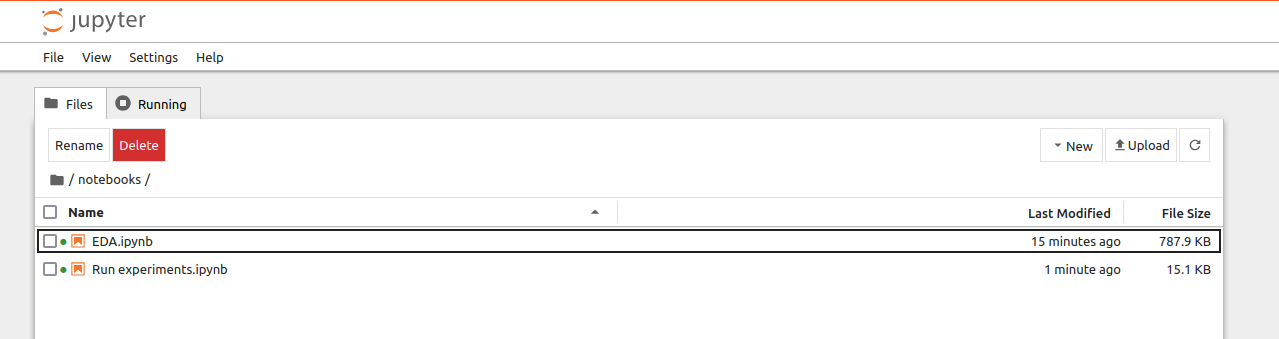 jupyter
File View Settings Help
Files Running
Rename Delete New Upload
/ notebooks /
Name Last Modified File Size
EDA.ipynb 15 minutes ago 787.9 KB
Run experiments.ipynb 1 minute ago 15.1 KB